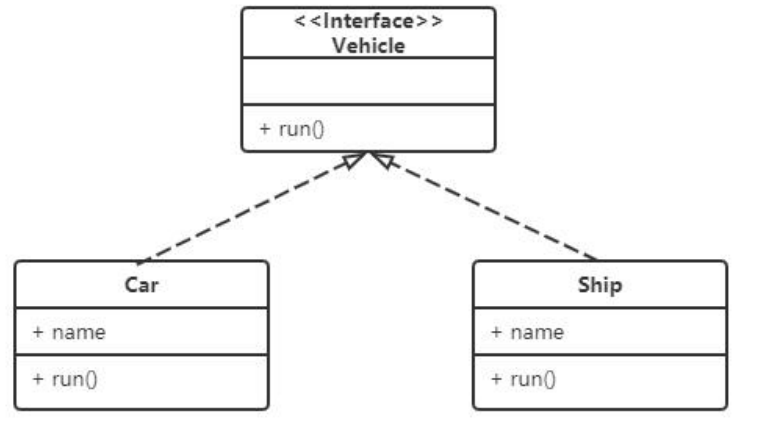 <<Interface>>
Vehicle
+ run()
Car
+ name
+ run()
Ship
+ name
+ run()